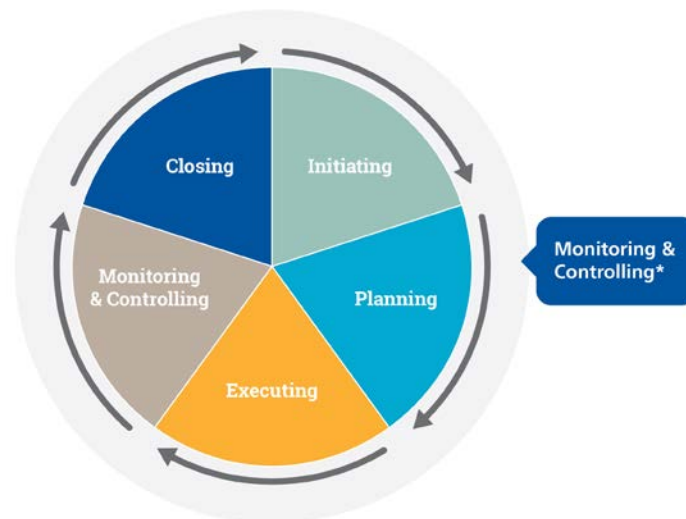 Closing
Initiating
Monitoring
& Controlling
Planning
Executing
Monitoring &
Controlling*